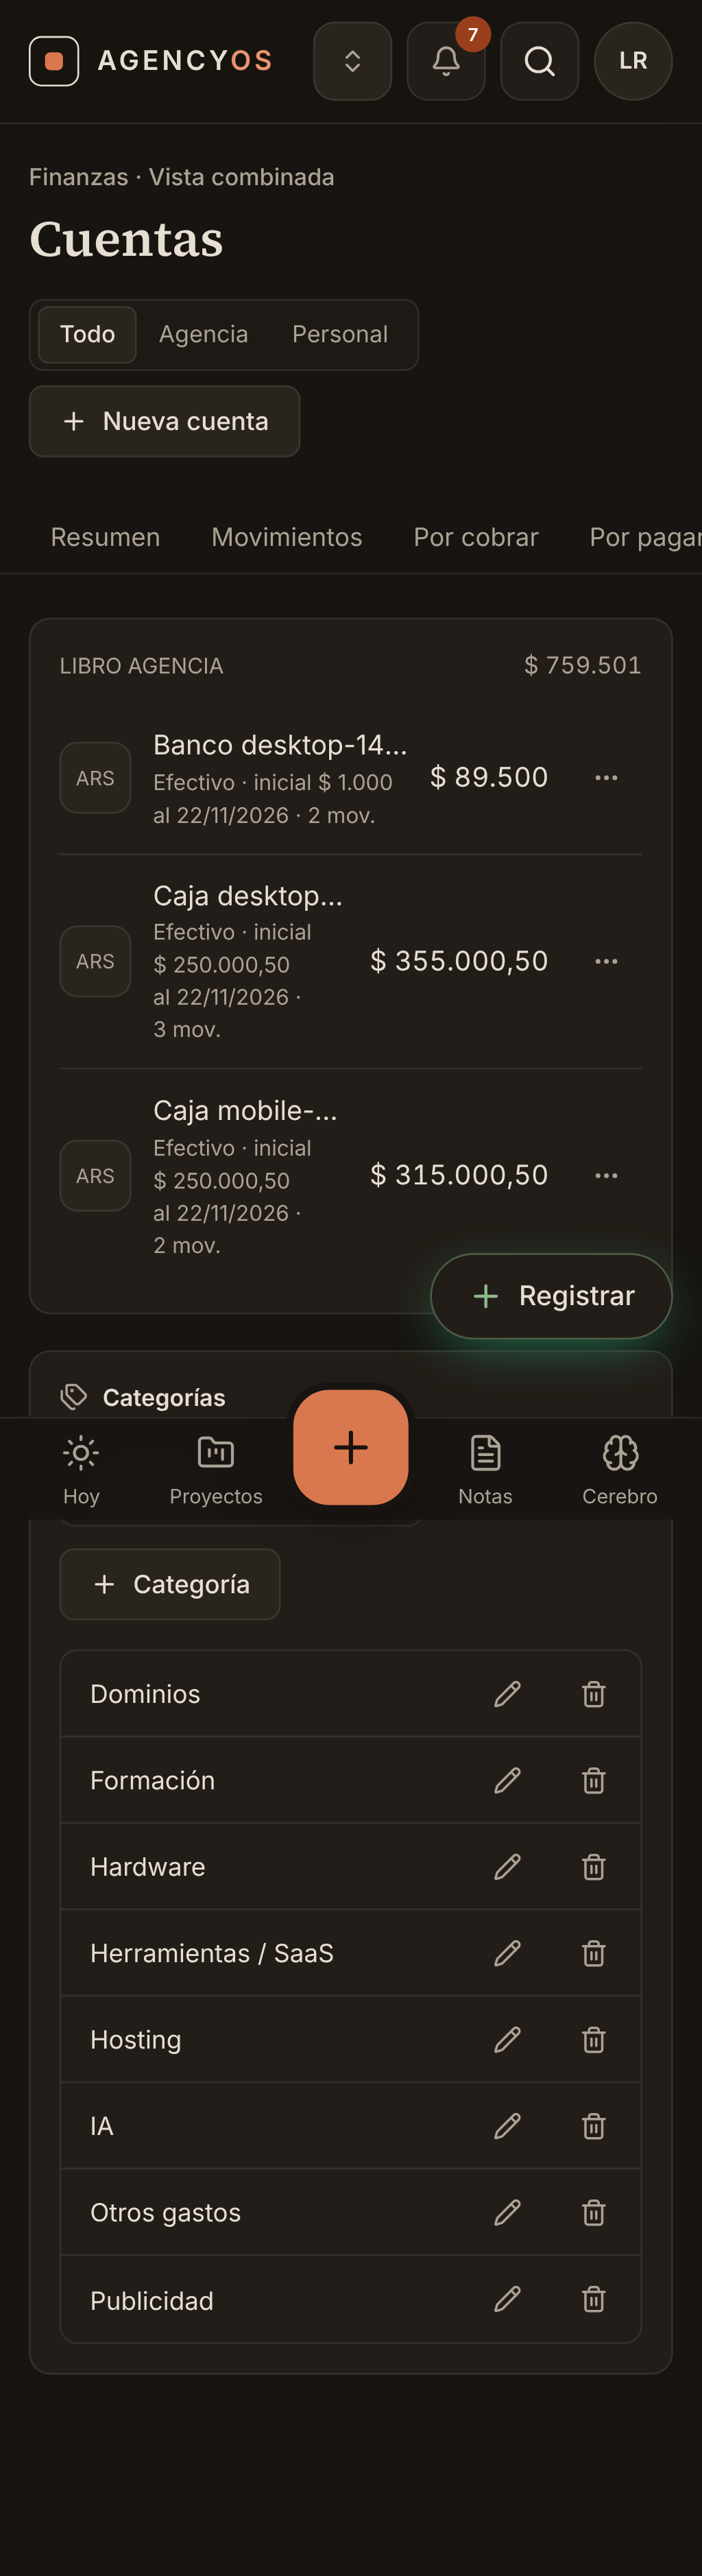 AGENCYOS
7
LR
Finanzas · Vista combinada
Cuentas
Todo
Agencia
Personal
Nueva cuenta
Resumen
Movimientos
Por cobrar
Por pagar
LIBRO AGENCIA
$ 759.501
ARS
Banco desktop-14...
Efectivo · inicial $ 1.000
al 22/11/2026 · 2 mov.
$ 89.500
ARS
Caja desktop...
Efectivo · inicial
$ 250.000,50
al 22/11/2026 ·
3 mov.
$ 355.000,50
ARS
Caja mobile-...
Efectivo · inicial
$ 250.000,50
al 22/11/2026 ·
2 mov.
$ 315.000,50
Registrar
Categorías
Hoy
Proyectos
Notas
Cerebro
Categoría
Dominios
Formación
Hardware
Herramientas / SaaS
Hosting
IA
Otros gastos
Publicidad